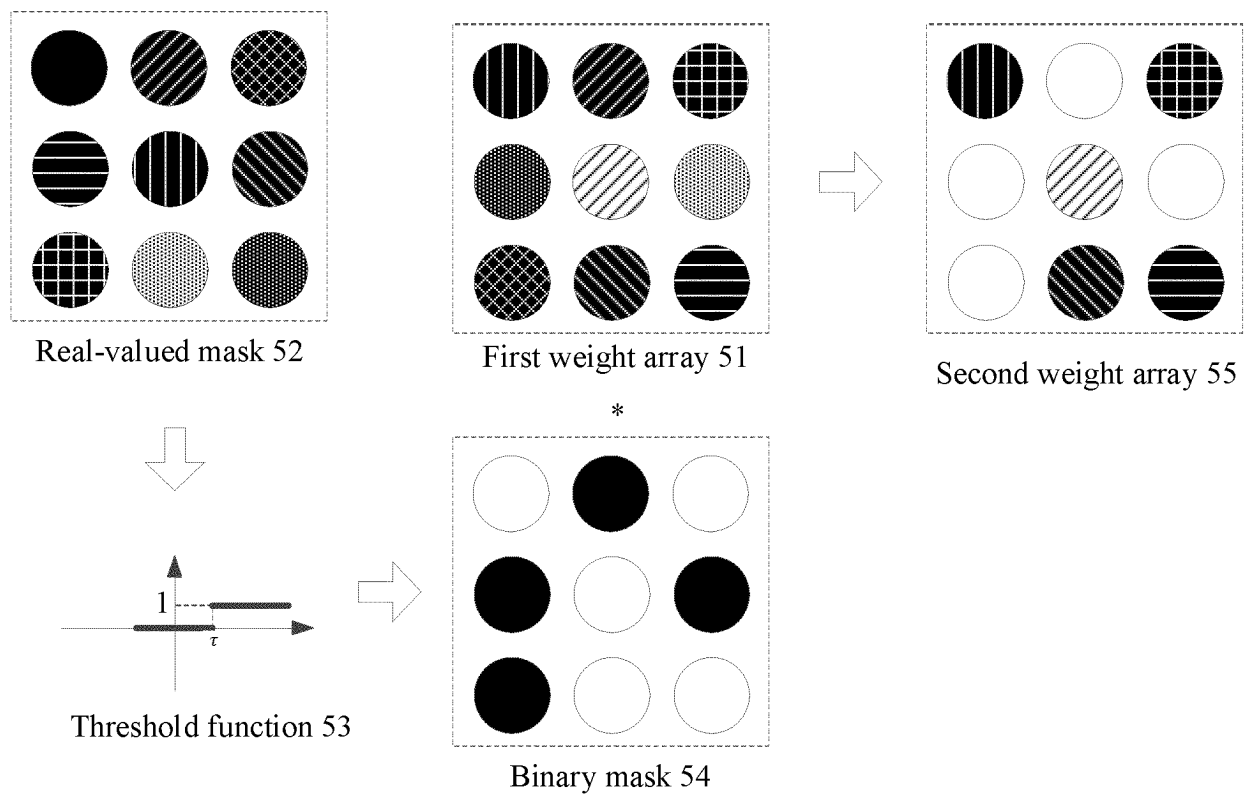 Real-valued mask 52
First weight array 51
Second weight array 55
*
1
τ
Threshold function 53
Binary mask 54